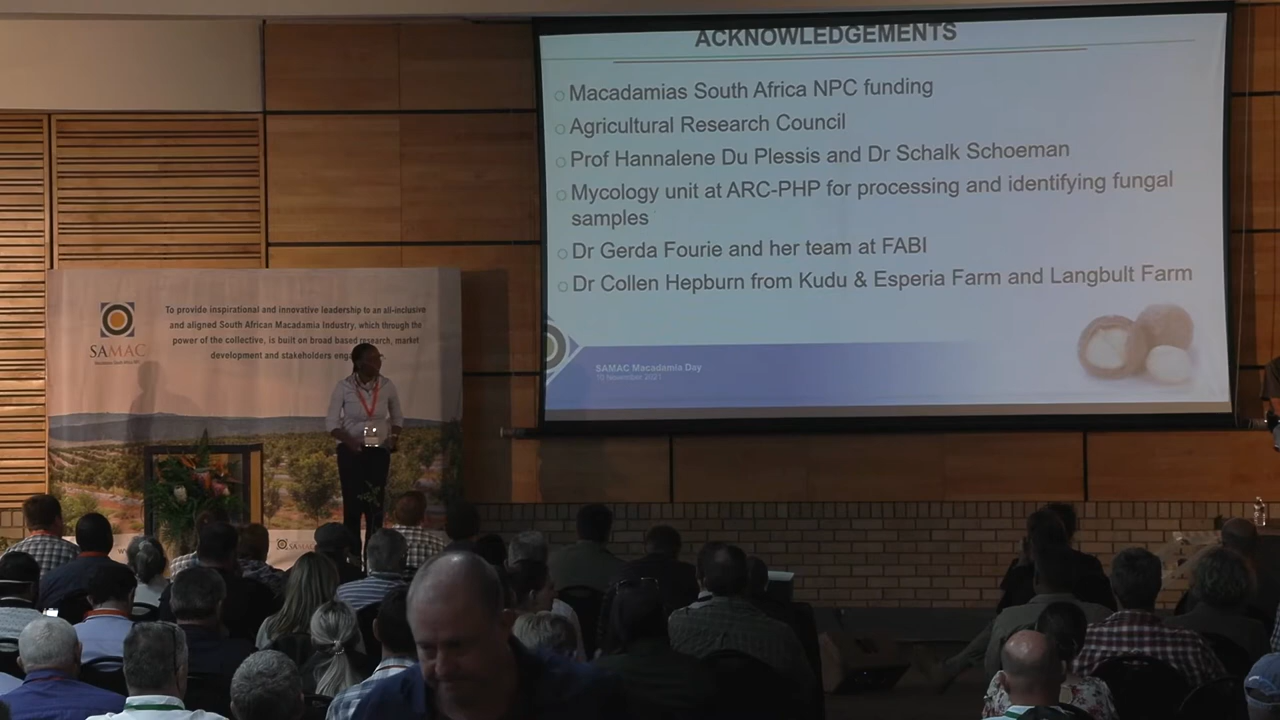 ACKNOWLEDGEMENTS
Macadamias South Africa NPC funding
Agricultural Research Council
Prof Hannalene Du Plessis and Dr Schalk Schoeman
Mycology unit at ARC-PHP for processing and identifying fungal
samples
Dr Gerda Fourie and her team at FABI
Dr Collen Hepburn from Kudu & Esperia Farm and Langbult Farm
SAMAC Macadamia Day
16 November 2021
To provide inspirational and innovative leadership to an all-inclusive
and aligned South African Macadamia Industry, which through the
power of the collective, is built on broad based research, market
development and stakeholders
SAMAC